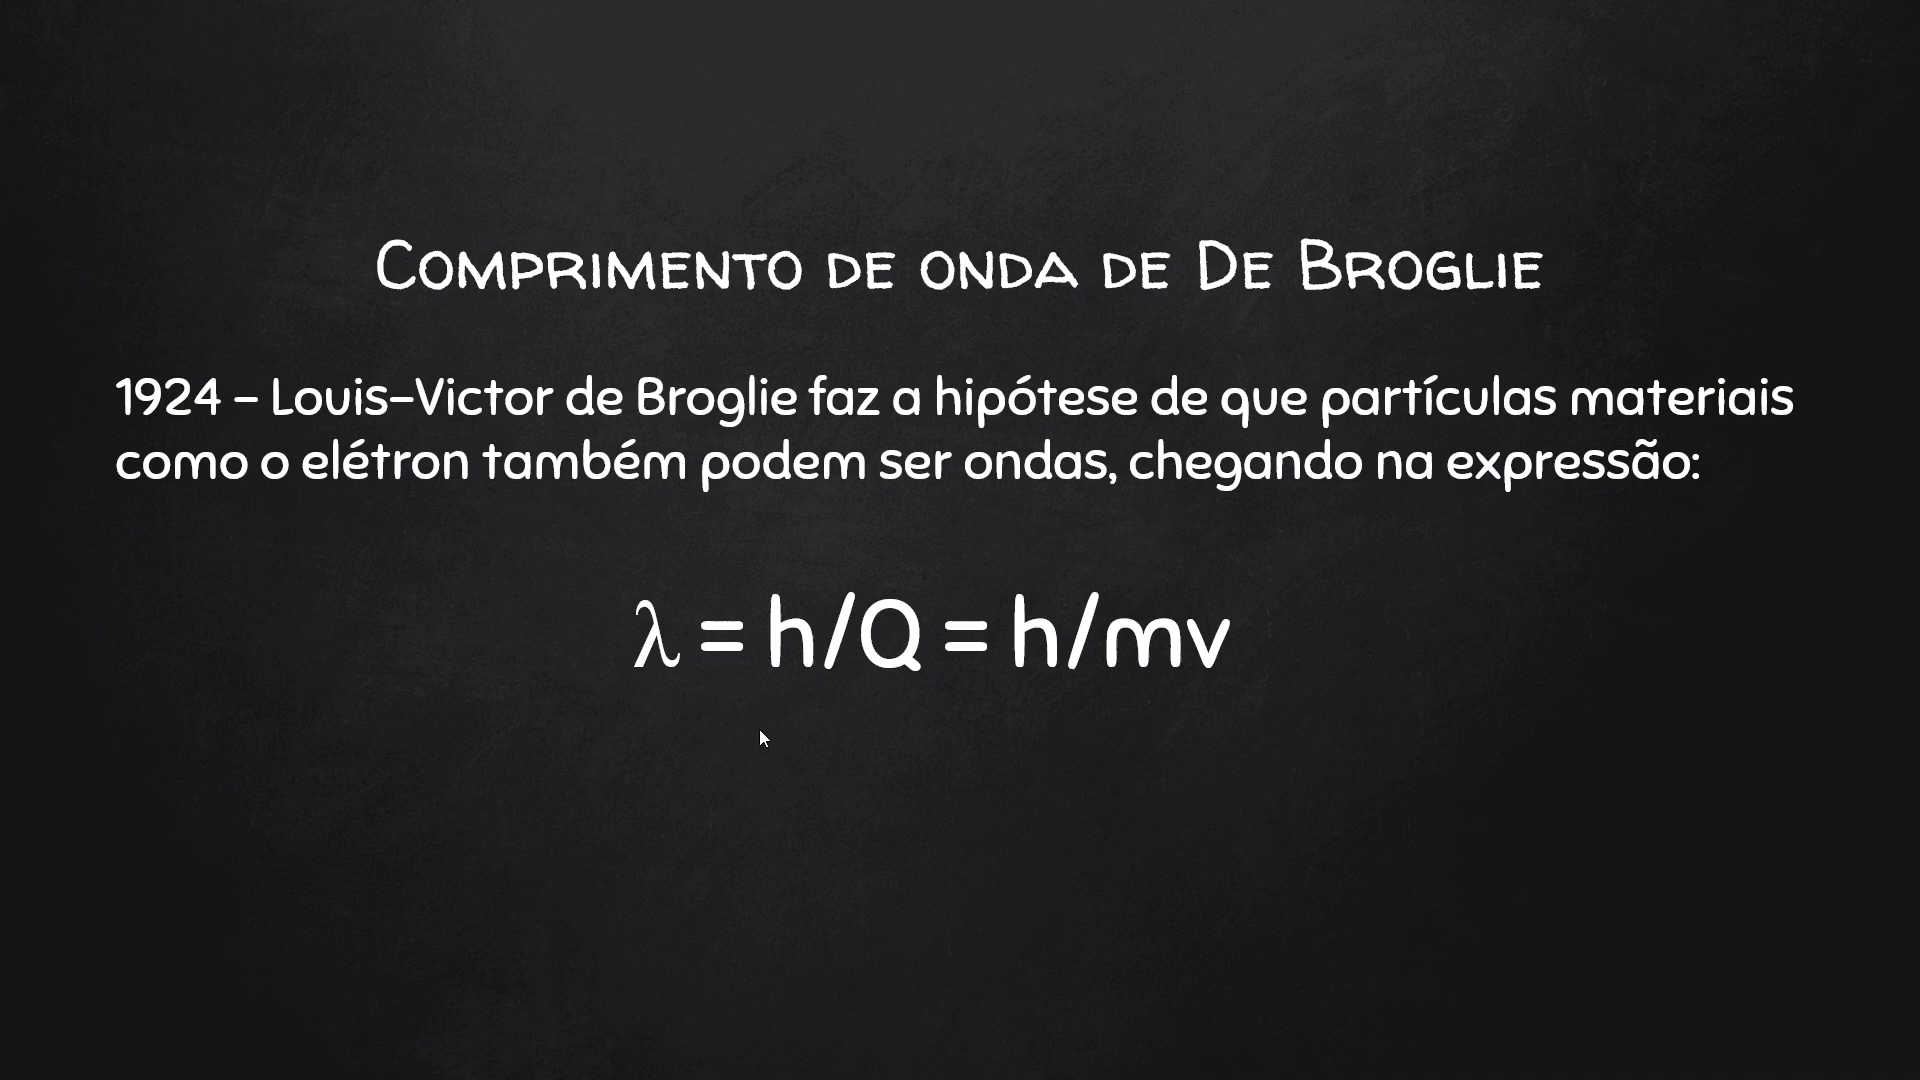 Comprimento de onda de De Broglie
1924 – Louis-Victor de Broglie faz a hipótese de que partículas materiais
como o elétron também podem ser ondas, chegando na expressão:
λ = h/Q = h/mv